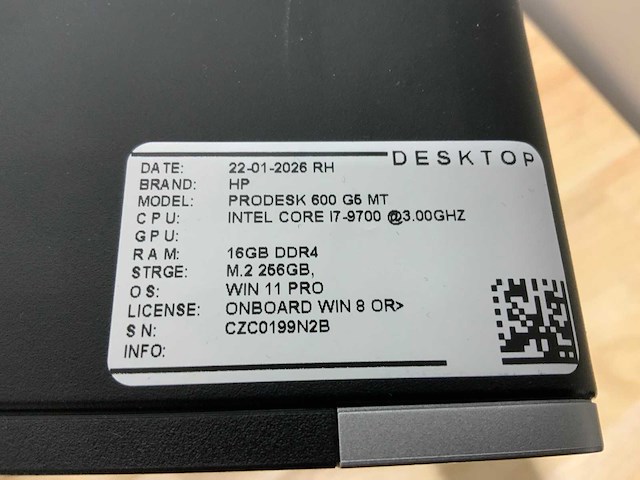 DESKTOP
DATE: 22-01-2026 RH
BRAND: HP
MODEL: PRODESK 600 G5 MT
CPU: INTEL CORE I7-9700 @3.00GHZ
GPU:
RAM: 16GB DDR4
STRGE: M.2 256GB,
OS: WIN 11 PRO
LICENSE: ONBOARD WIN 8 OR>
SN: CZC0199N2B
INFO: